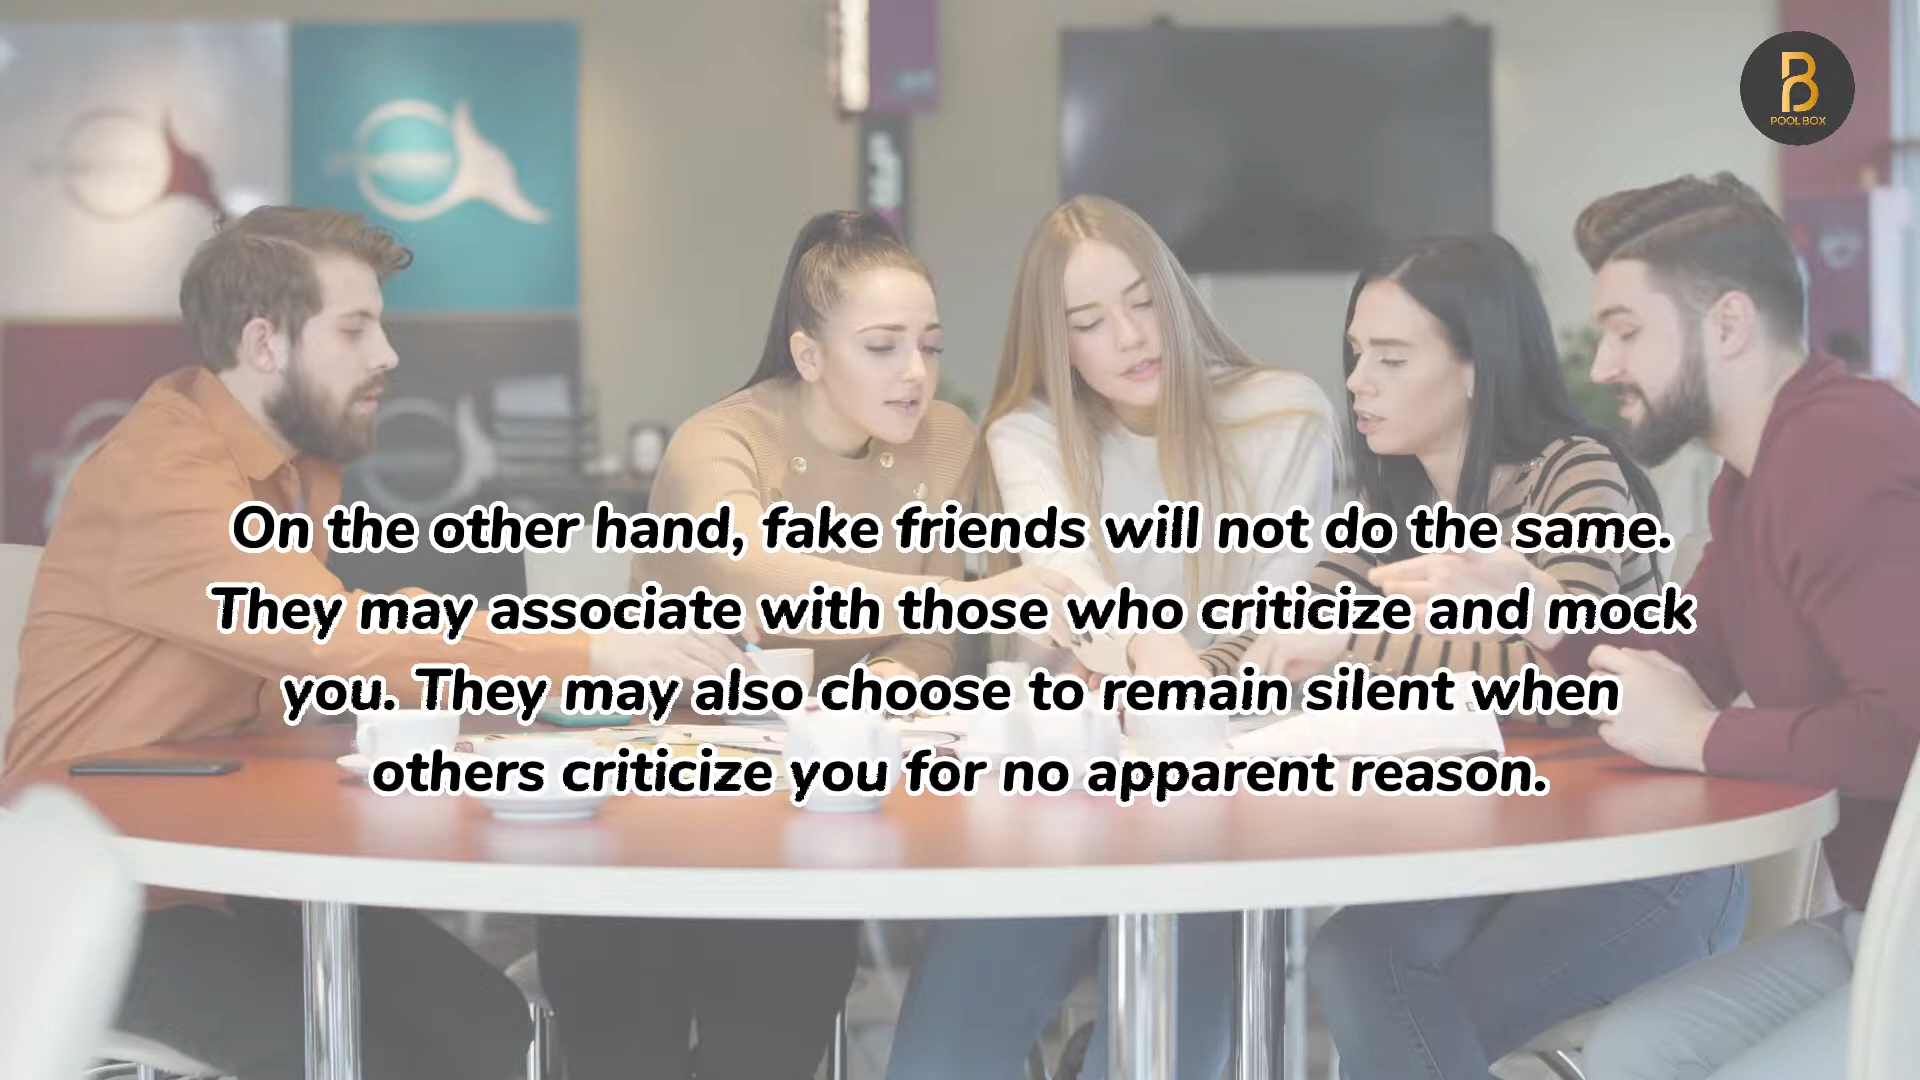 POOL BOX
On the other hand, fake friends will not do the same.
They may associate with those who criticize and mock
you. They may also choose to remain silent when
others criticize you for no apparent reason.